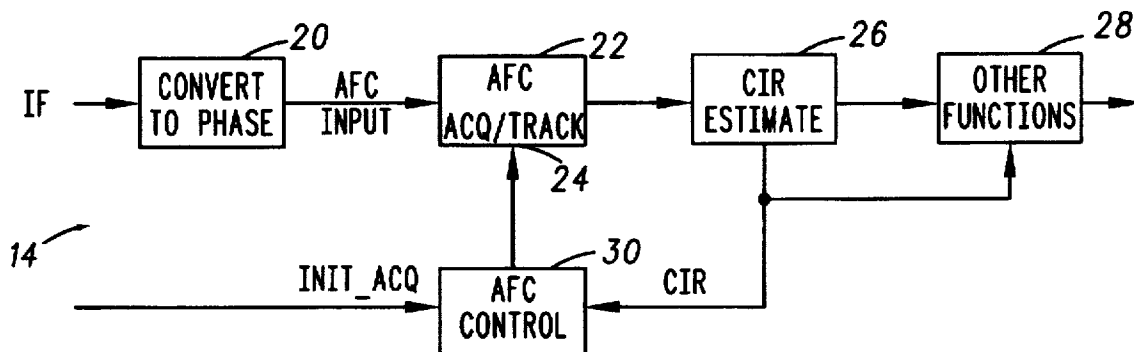 20
22
26
28
IF
CONVERT
TO PHASE
AFC
INPUT
AFC
ACQ/TRACK
24
CIR
ESTIMATE
OTHER
FUNCTIONS
14
INIT_ACQ
30
AFC
CONTROL
CIR